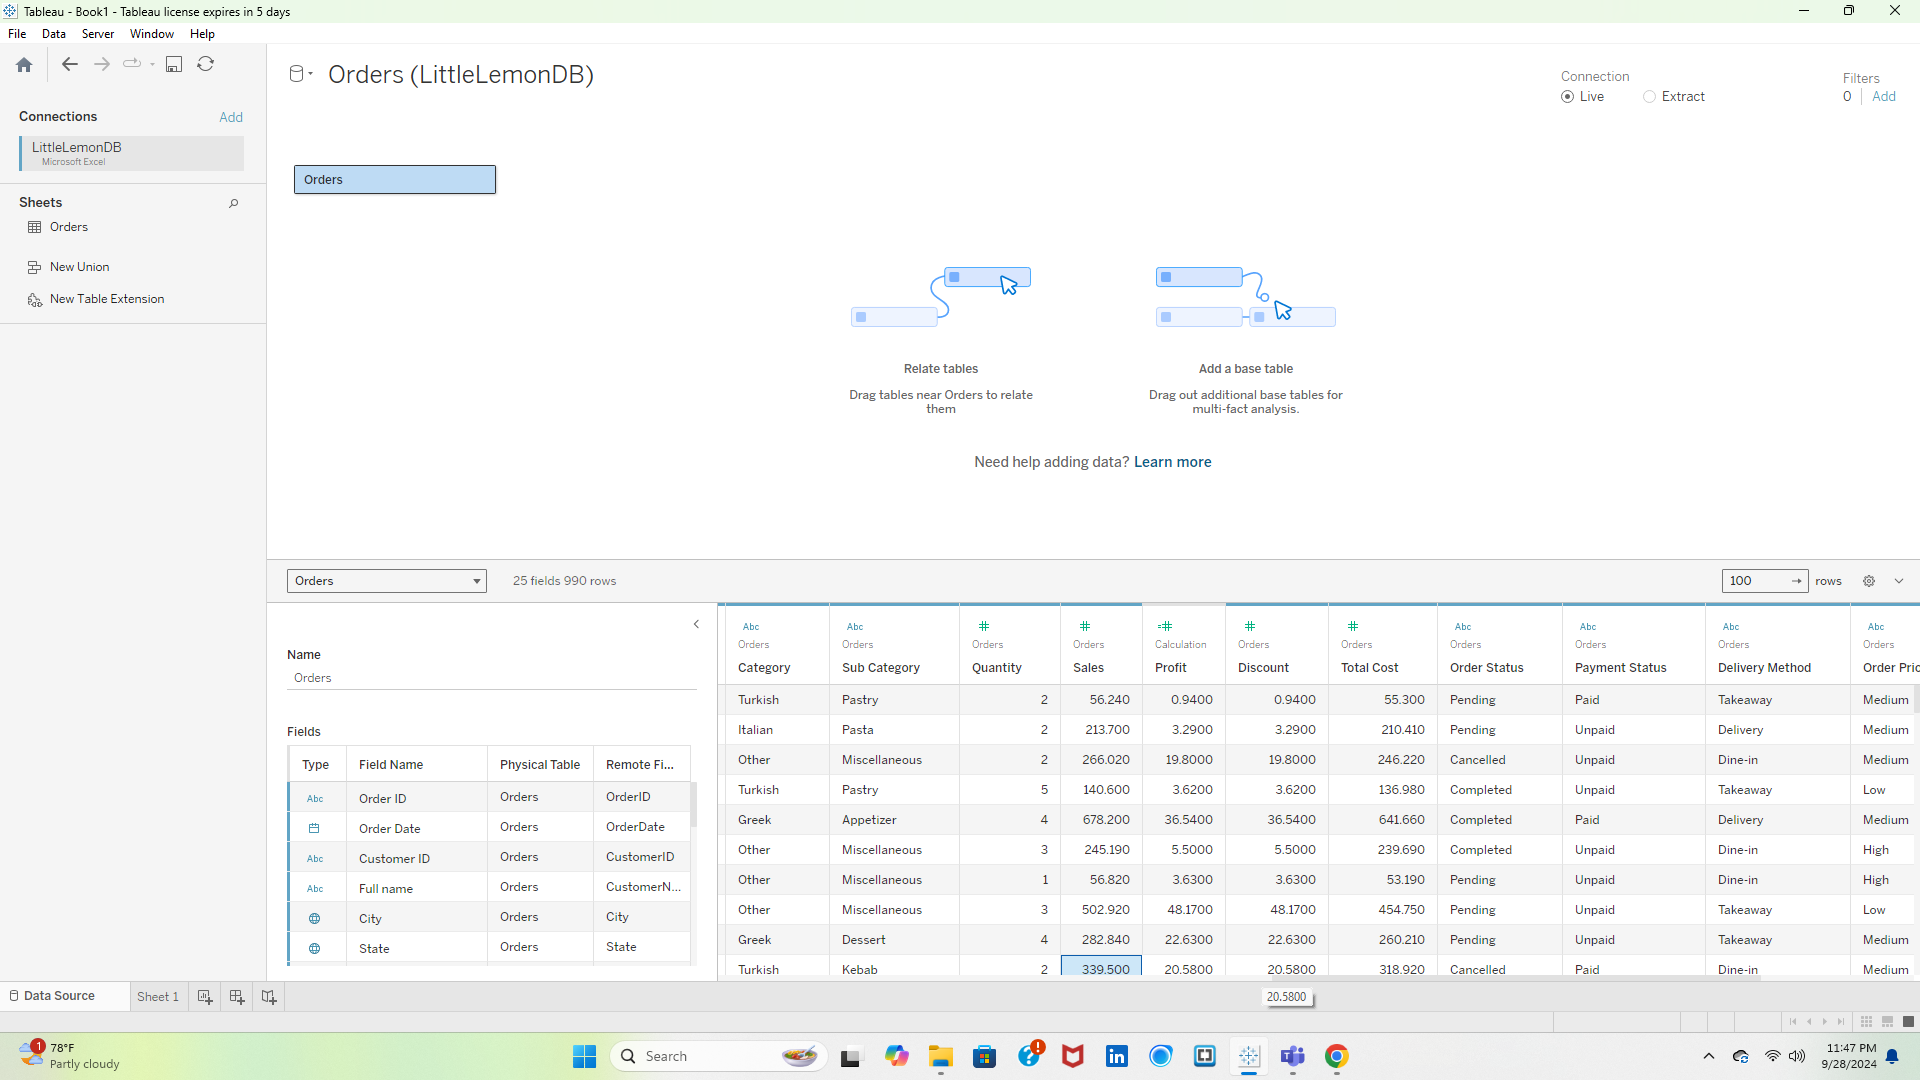 Tableau - Book1 - Tableau license expires in 5 days
File Data Server Window Help
Connections Add
LittleLemonDB
Microsoft Excel
Sheets
Orders
New Union
New Table Extension
Orders (LittleLemonDB)
Connection
Live Extract
Filters
0 Add
Orders
Relate tables
Drag tables near Orders to relate
them
Add a base table
Drag out additional base tables for
multi-fact analysis.
Need help adding data? Learn more
Orders 25 fields 990 rows 100 rows
Name
Orders
Fields
Type Field Name Physical Table Remote Fi...
Abc Order ID Orders OrderID
Order Date Orders OrderDate
Abc Customer ID Orders CustomerID
Abc Full name Orders CustomerN...
City Orders City
State Orders State
Abc Abc Abc Abc Abc Abc
Orders Orders Orders Orders Calculation Orders Orders Orders Orders Orders Orders
Category Sub Category Quantity Sales Profit Discount Total Cost Order Status Payment Status Delivery Method Order Pric
Turkish Pastry 2 56.240 0.9400 0.9400 55.300 Pending Paid Takeaway Medium
Italian Pasta 2 213.700 3.2900 3.2900 210.410 Pending Unpaid Delivery Medium
Other Miscellaneous 2 266.020 19.8000 19.8000 246.220 Cancelled Unpaid Dine-in Medium
Turkish Pastry 5 140.600 3.6200 3.6200 136.980 Completed Unpaid Takeaway Low
Greek Appetizer 4 678.200 36.5400 36.5400 641.660 Completed Paid Delivery Medium
Other Miscellaneous 3 245.190 5.5000 5.5000 239.690 Completed Unpaid Dine-in High
Other Miscellaneous 1 56.820 3.6300 3.6300 53.190 Pending Unpaid Dine-in High
Other Miscellaneous 3 502.920 48.1700 48.1700 454.750 Pending Unpaid Takeaway Low
Greek Dessert 4 282.840 22.6300 22.6300 260.210 Pending Unpaid Takeaway Medium
Turkish Kebab 2 339.500 20.5800 20.5800 318.920 Cancelled Paid Dine-in Medium
Data Source Sheet 1
20.5800
1
78°F
Partly cloudy
Search
11:47 PM
9/28/2024